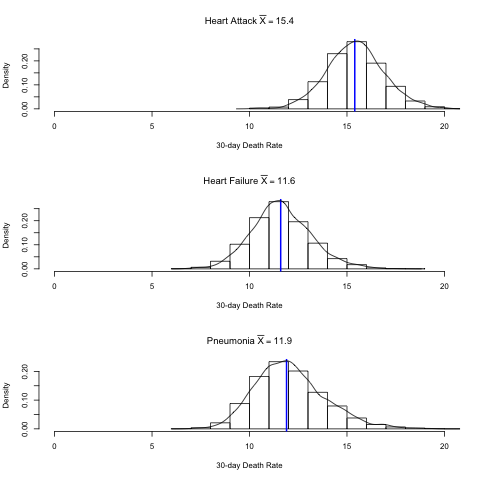 Heart Attack X̅ = 15.4
Density
0.00 0.10 0.20
0 5 10 15 20
30-day Death Rate
Heart Failure X̅ = 11.6
Density
0.00 0.10 0.20
0 5 10 15 20
30-day Death Rate
Pneumonia X̅ = 11.9
Density
0.00 0.10 0.20
0 5 10 15 20
30-day Death Rate